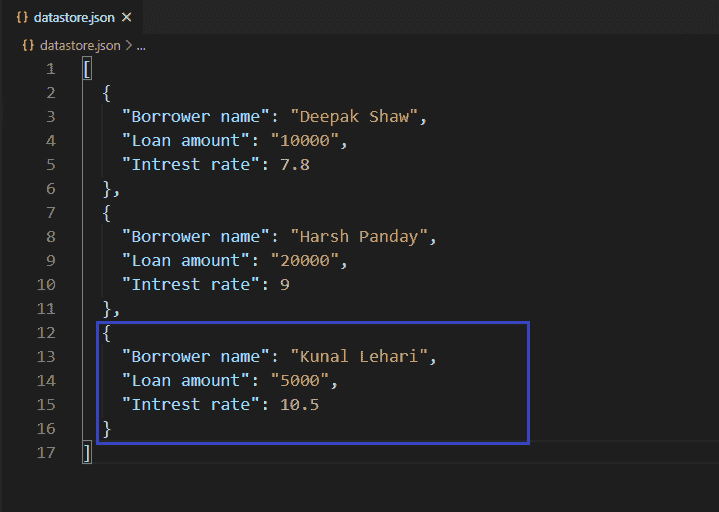 {} datastore.json ×
{} datastore.json > ...
1 [
2 {
3 "Borrower name": "Deepak Shaw",
4 "Loan amount": "10000",
5 "Intrest rate": 7.8
6 },
7 {
8 "Borrower name": "Harsh Panday",
9 "Loan amount": "20000",
10 "Intrest rate": 9
11 },
12 {
13 "Borrower name": "Kunal Lehari",
14 "Loan amount": "5000",
15 "Intrest rate": 10.5
16 }
17 ]